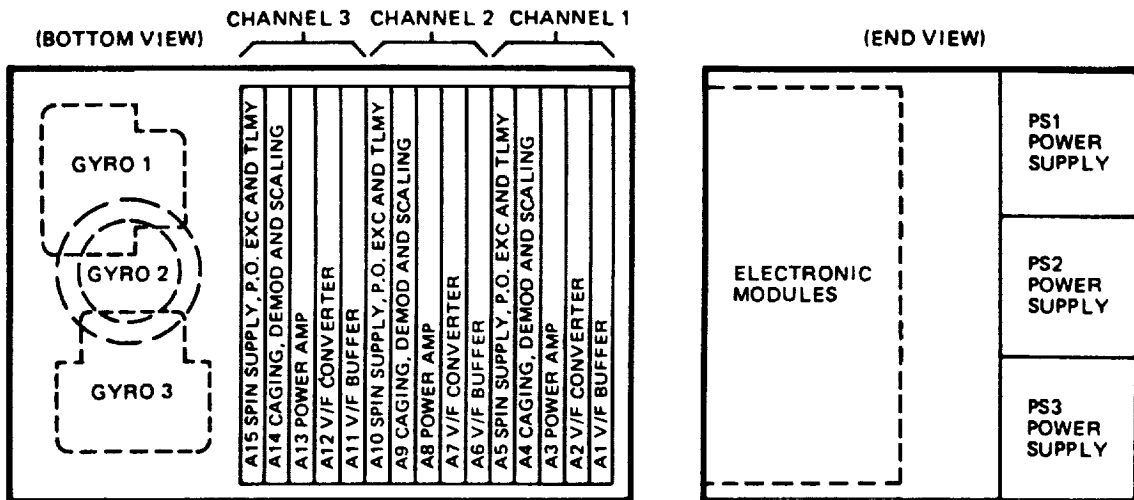 CHANNEL 3 CHANNEL 2 CHANNEL 1
(BOTTOM VIEW)
GYRO 1
GYRO 2
GYRO 3
A15 SPIN SUPPLY, P.O. EXC AND TLMY
A14 CAGING, DEMOD AND SCALING
A13 POWER AMP
A12 V/F CONVERTER
A11 V/F BUFFER
A10 SPIN SUPPLY, P.O. EXC AND TLMY
A9 CAGING, DEMOD AND SCALING
A8 POWER AMP
A7 V/F CONVERTER
A6 V/F BUFFER
A5 SPIN SUPPLY, P.O. EXC AND TLMY
A4 CAGING, DEMOD AND SCALING
A3 POWER AMP
A2 V/F CONVERTER
A1 V/F BUFFER
(END VIEW)
ELECTRONIC
MODULES
PS1
POWER
SUPPLY
PS2
POWER
SUPPLY
PS3
POWER
SUPPLY